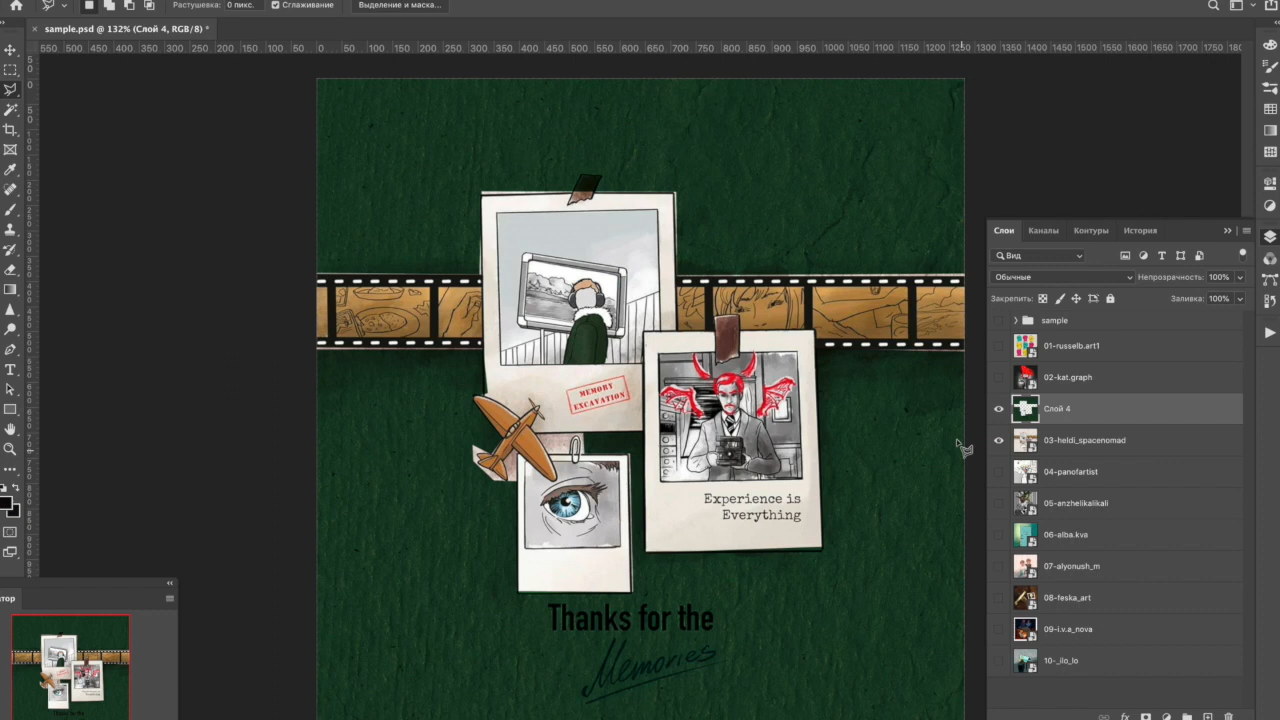 Растушевка: 0 пикс.
Сглаживание
Выделение и маска...
× sample.psd @ 132% (Слой 4, RGB/8) *
550 500 450 400 350 300 250 200 150 100 50 0 50 100 150 200 250 300 350 400 450 500 550 600 650 700 750 800 850 900 950 1000 1050 1100 1150 1200 1250 1300 1350 1400 1450 1500 1550 1600 1650 1700 1750
MEMORY
EXCAVATION
Experience is
Everything
Thanks for the
Memories
Слои Каналы Контуры История
Вид
Обычные Непрозрачность: 100%
Закрепить: Заливка: 100%
sample
01-russelb.art1
02-kat.graph
Слой 4
03-heldi_spacenomad
04-panofartist
05-anzhelikalikali
06-alba.kva
07-alyonush_m
08-feska_art
09-i.v.a_nova
10-_ilo_lo
fx